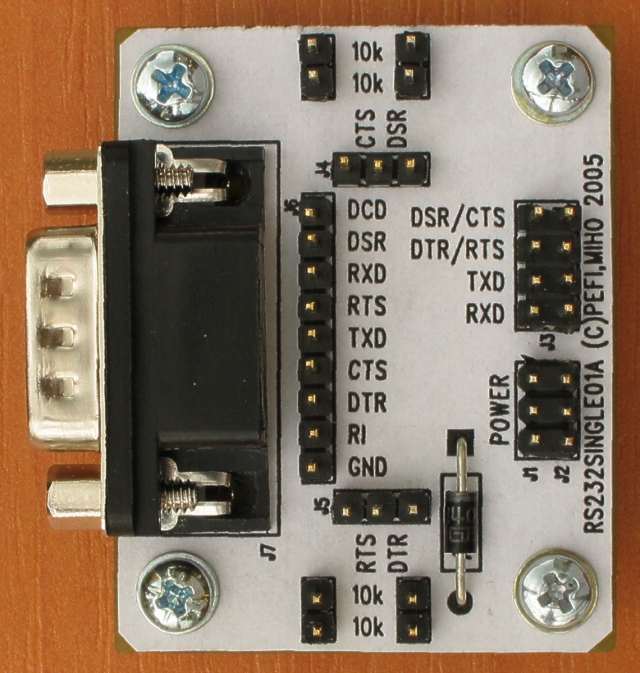 10k
10k
CTS
DSR
J4
J6
DCD
DSR
RXD
RTS
TXD
CTS
DTR
RI
GND
DSR/CTS
DTR/RTS
TXD
RXD
J3
POWER
J1
J2
J5
RTS
DTR
J7
10k
10k
RS232SINGLE01A (C)PEFI,MIHO 2005